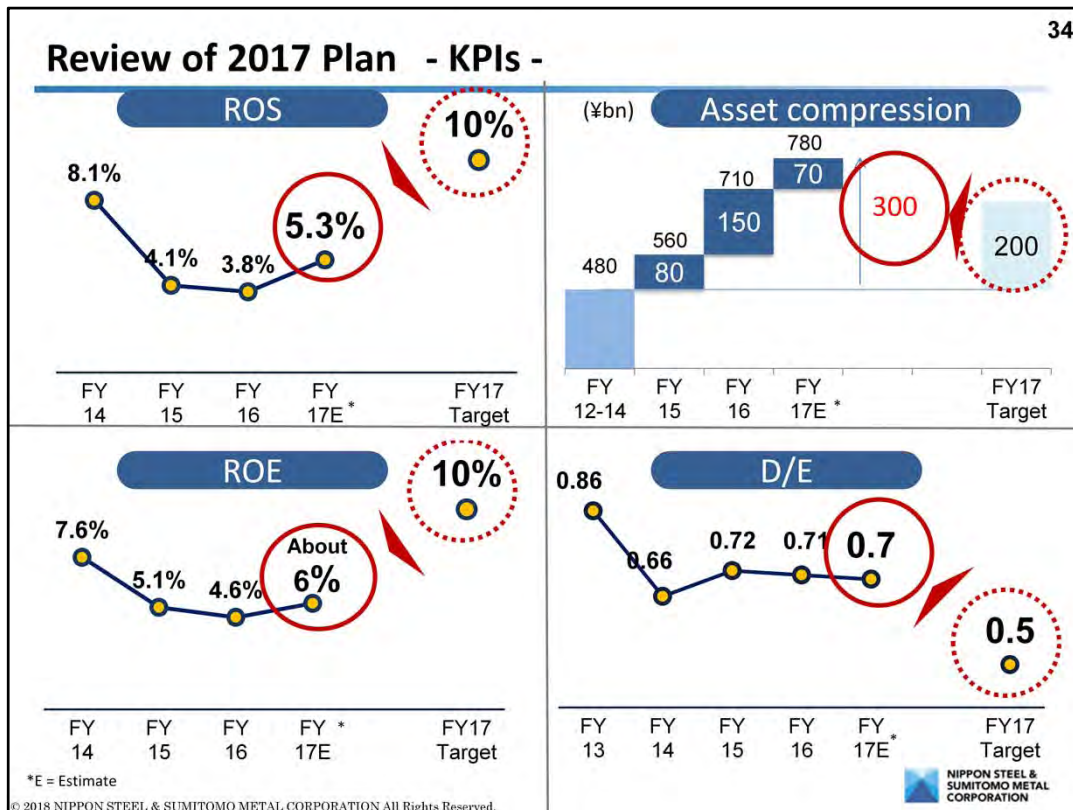 34
Review of 2017 Plan - KPIs -
ROS
10%
8.1%
4.1%
3.8%
5.3%
FY
14
FY
15
FY
16
FY
17E *
FY17
Target
(¥bn)
Asset compression
480
560
80
710
150
780
70
300
200
FY
12-14
FY
15
FY
16
FY
17E *
FY17
Target
ROE
10%
7.6%
5.1%
4.6%
About
6%
FY
14
FY
15
FY
16
FY *
17E
FY17
Target
D/E
0.86
0.66
0.72
0.71
0.7
0.5
FY
13
FY
14
FY
15
FY
16
FY
17E *
FY17
Target
*E = Estimate
NIPPON STEEL &
SUMITOMO METAL
CORPORATION
© 2018 NIPPON STEEL & SUMITOMO METAL CORPORATION All Rights Reserved.